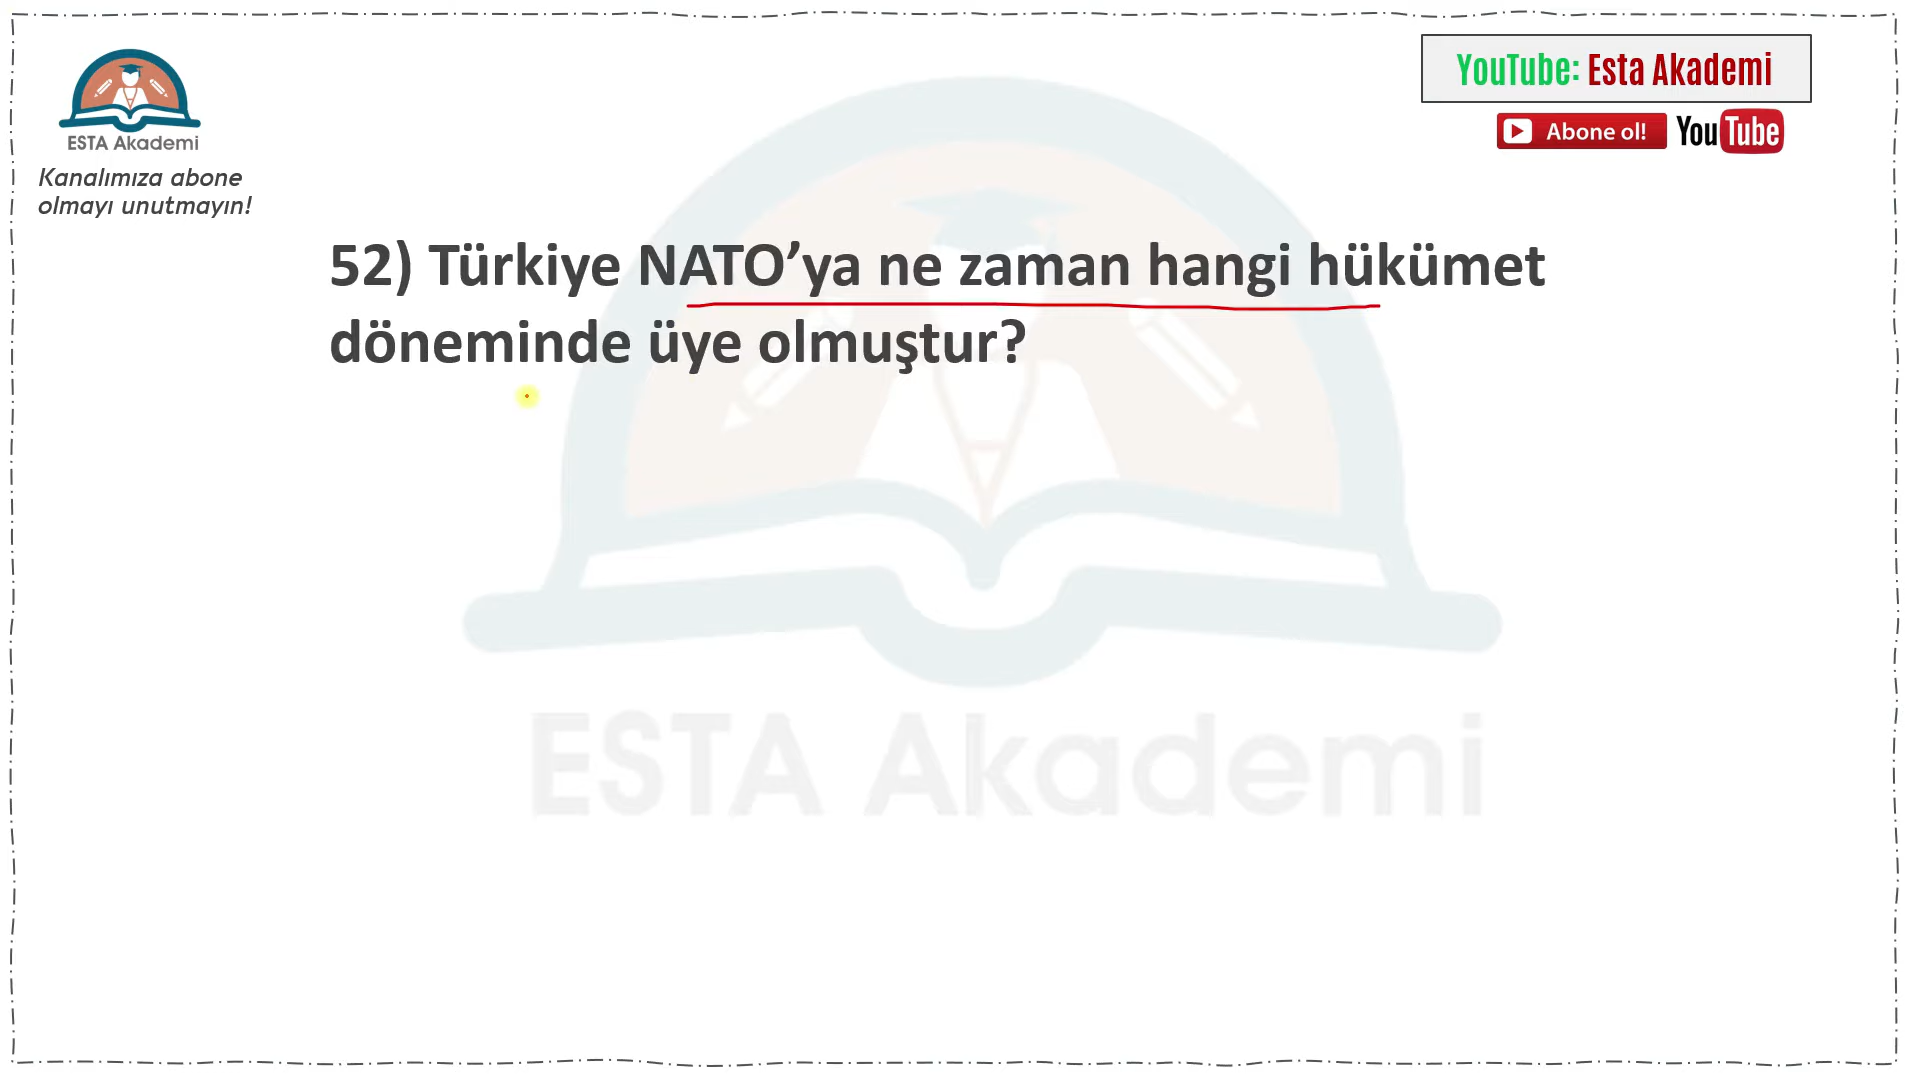 ESTA Akademi
Kanalımıza abone
olmayı unutmayın!
YouTube: Esta Akademi
Abone ol! YouTube
52) Türkiye NATO’ya ne zaman hangi hükümet
döneminde üye olmuştur?
ESTA Akademi